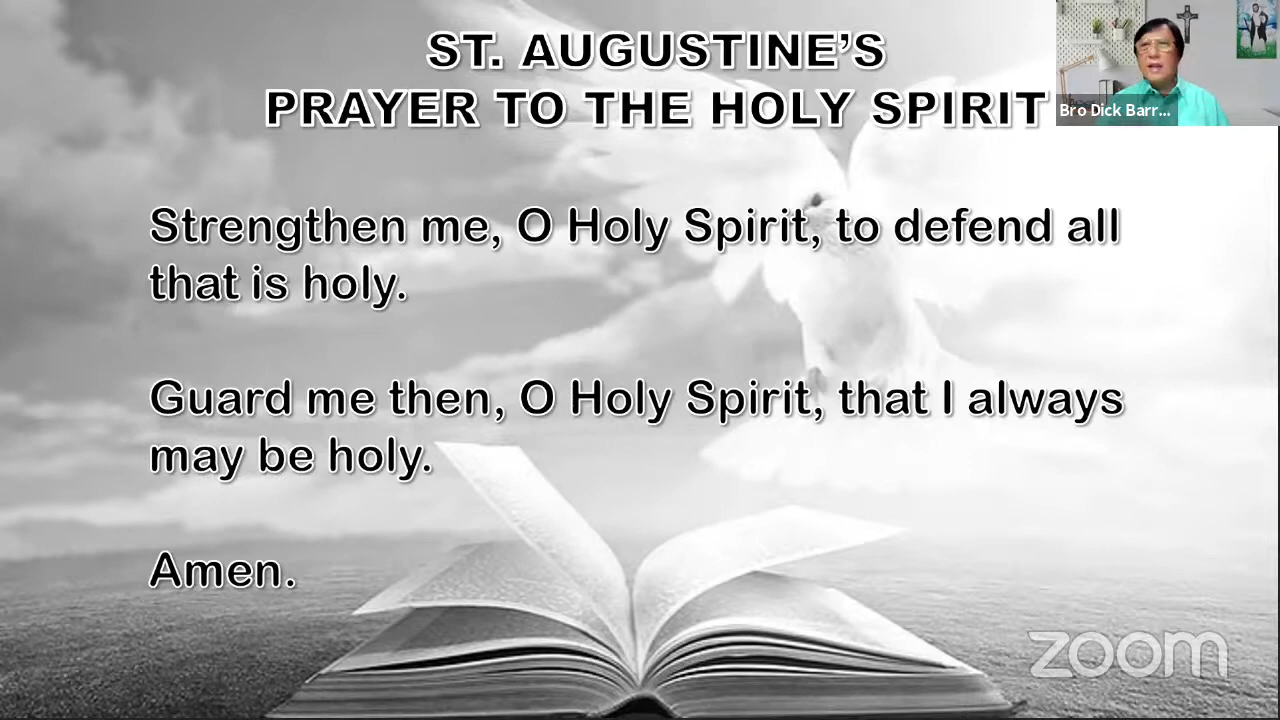 ST. AUGUSTINE’S
PRAYER TO THE HOLY SPIRIT
Bro Dick Barr...
Strengthen me, O Holy Spirit, to defend all
that is holy.
Guard me then, O Holy Spirit, that I always
may be holy.
Amen.
zoom